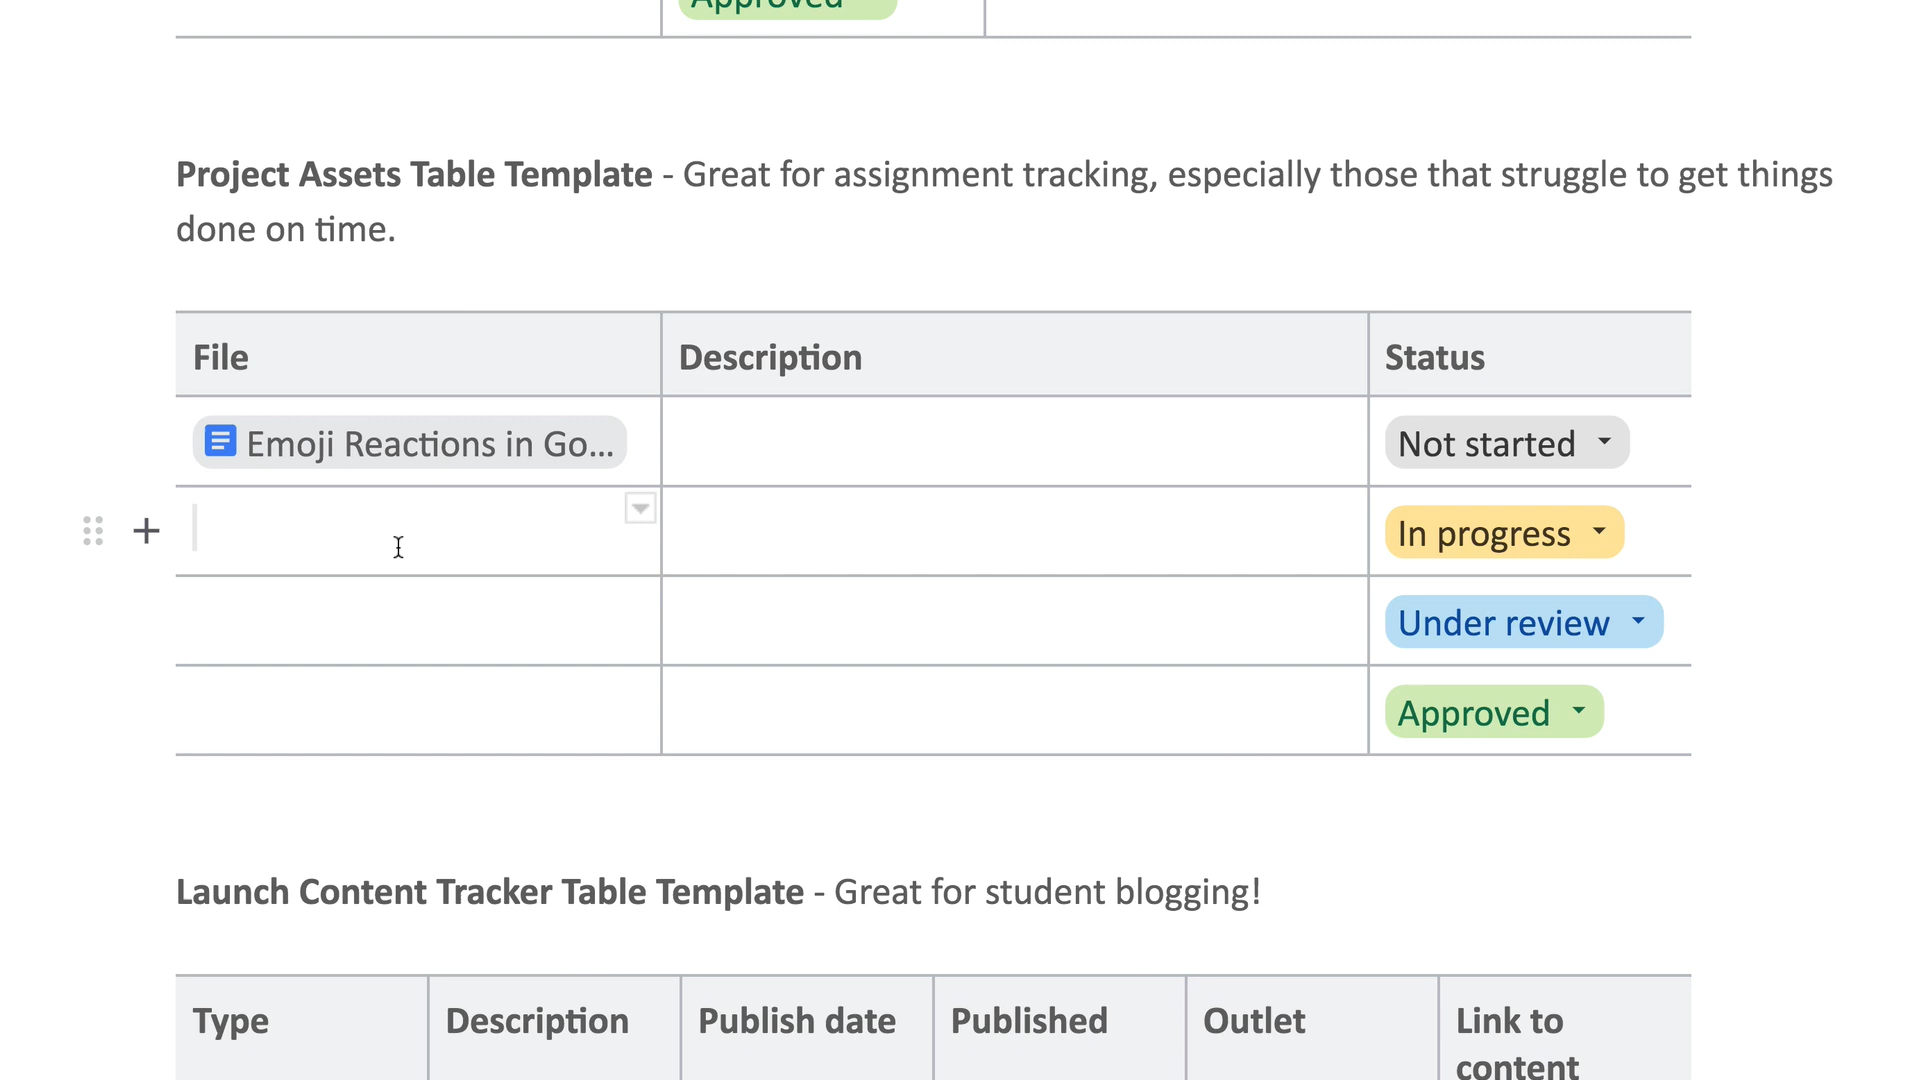 Approved
Project Assets Table Template - Great for assignment tracking, especially those that struggle to get things
done on time.
File Description Status
Emoji Reactions in Go... Not started
In progress
Under review
Approved
Launch Content Tracker Table Template - Great for student blogging!
Type Description Publish date Published Outlet Link to
content